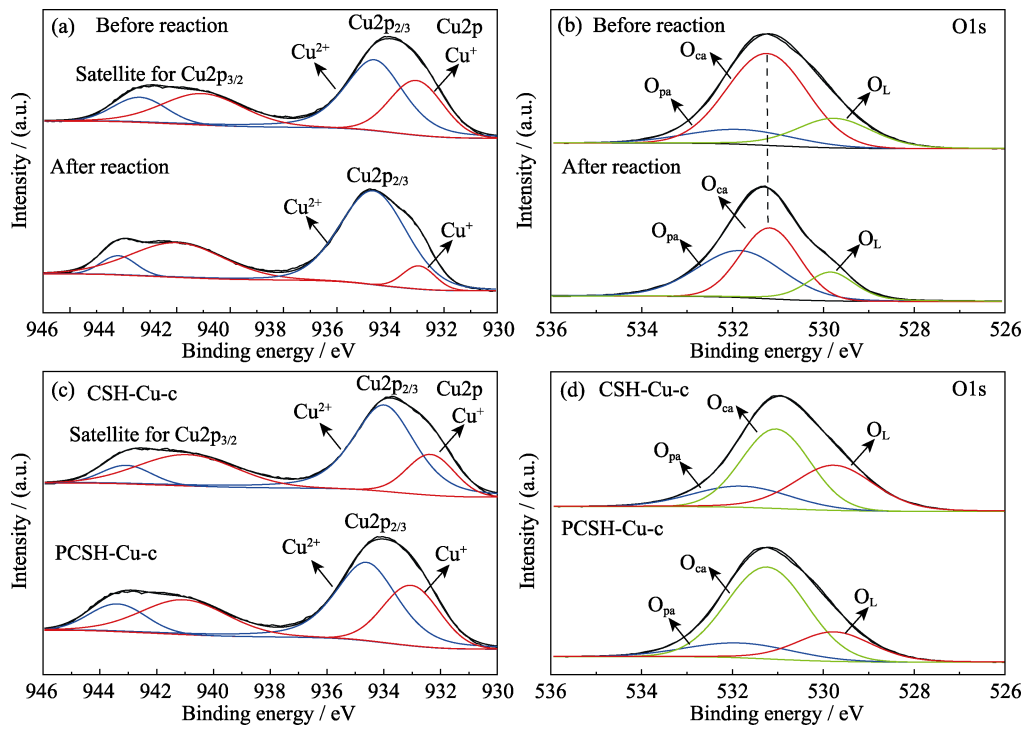 (a) Before reaction Cu2p₂/₃ Cu2p
Cu²⁺ Cu⁺
Satellite for Cu2p₃/₂
After reaction Cu2p₂/₃
Cu²⁺
Cu⁺
Intensity / (a.u.)
946 944 942 940 938 936 934 932 930
Binding energy / eV
(b) Before reaction O1s
Oca
Opa OL
After reaction
Oca
Opa OL
Intensity / (a.u.)
536 534 532 530 528 526
Binding energy / eV
(c) CSH-Cu-c Cu2p₂/₃ Cu2p
Cu²⁺ Cu⁺
Satellite for Cu2p₃/₂
Cu2p₂/₃
PCSH-Cu-c Cu²⁺ Cu⁺
Intensity / (a.u.)
946 944 942 940 938 936 934 932 930
Binding energy / eV
(d) CSH-Cu-c O1s
Oca
Opa OL
PCSH-Cu-c
Oca
Opa OL
Intensity / (a.u.)
536 534 532 530 528 526
Binding energy / eV